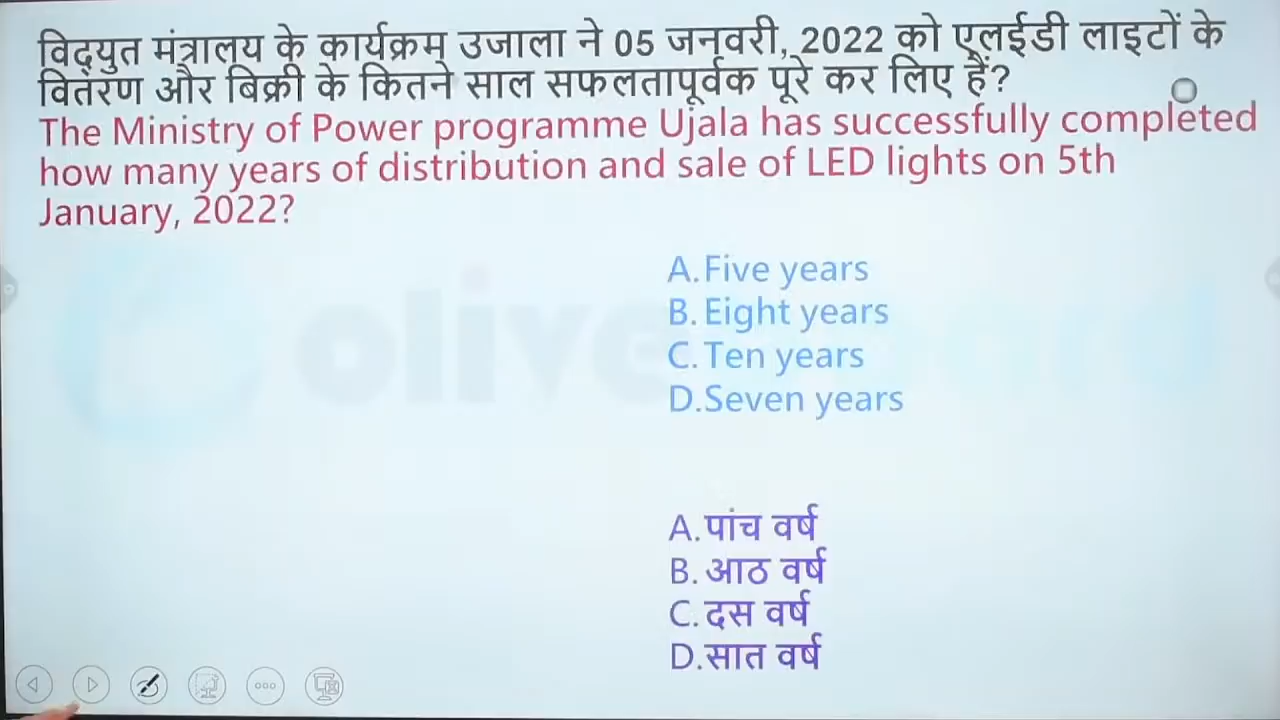 विद्युत मंत्रालय के कार्यक्रम उजाला ने 05 जनवरी, 2022 को एलईडी लाइटों के
वितरण और बिक्री के कितने साल सफलतापूर्वक पूरे कर लिए हैं?
The Ministry of Power programme Ujala has successfully completed
how many years of distribution and sale of LED lights on 5th
January, 2022?
A. Five years
B. Eight years
C. Ten years
D. Seven years
A. पांच वर्ष
B. आठ वर्ष
C. दस वर्ष
D. सात वर्ष